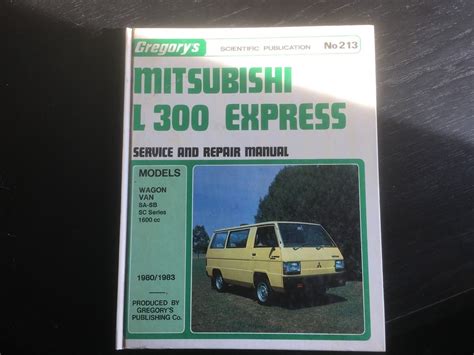 Gregory's
SCIENTIFIC PUBLICATION
No 213
MITSUBISHI
L 300 EXPRESS
SERVICE AND REPAIR MANUAL
MODELS
WAGON
VAN
SA-SB
SC Series
1600 cc
1980/1983
PRODUCED BY
GREGORY'S
PUBLISHING Co.